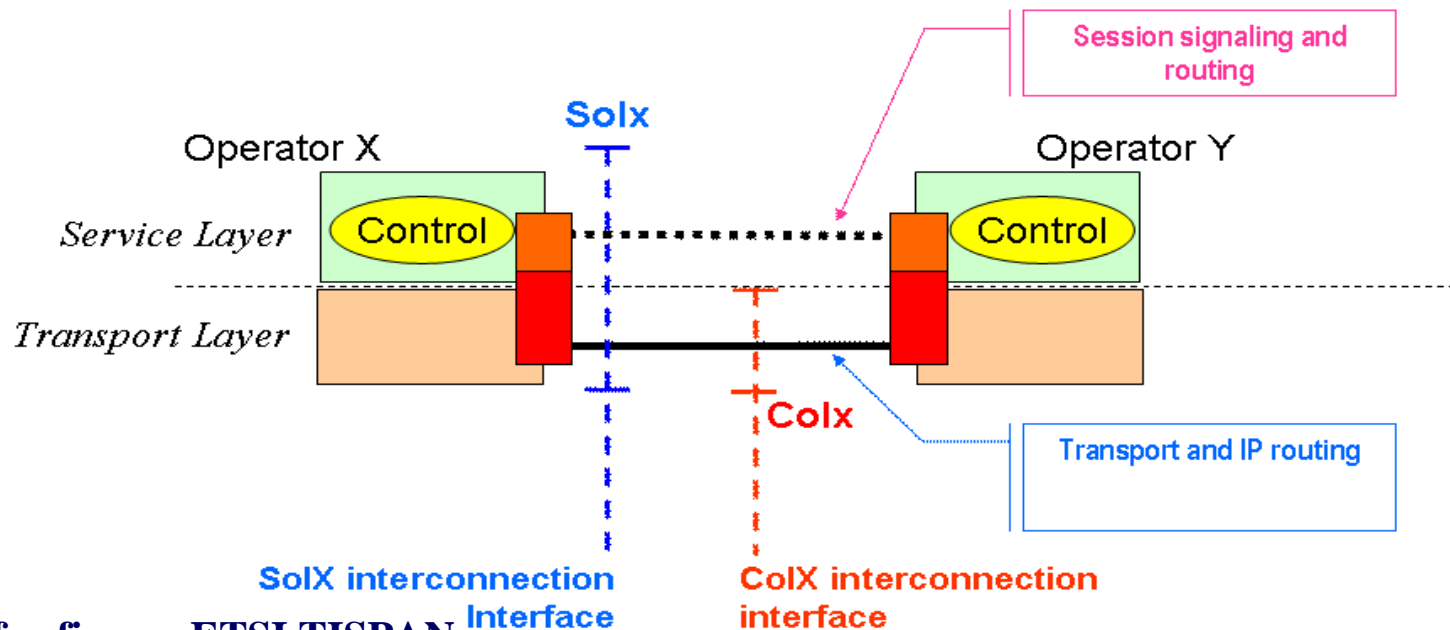 Session signaling and
routing
SoIx
Operator X
Operator Y
Control
Control
Service Layer
Transport Layer
CoIx
Transport and IP routing
SoIX interconnection
Interface
CoIX interconnection
interface
ETSI TISPAN